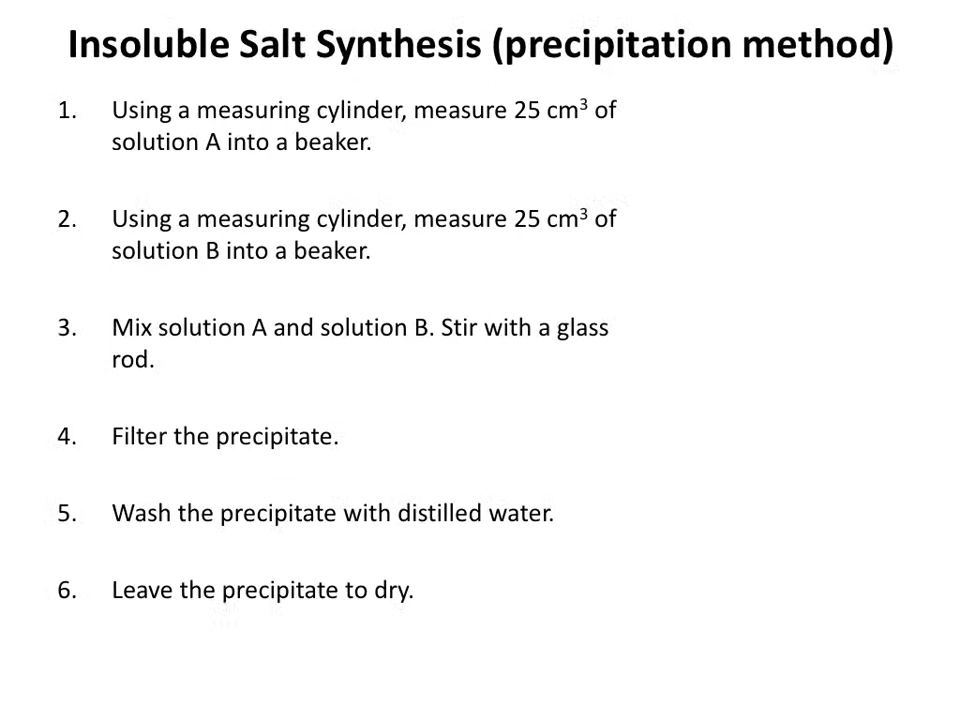 Insoluble Salt Synthesis (precipitation method)
1. Using a measuring cylinder, measure 25 cm³ of
solution A into a beaker.
2. Using a measuring cylinder, measure 25 cm³ of
solution B into a beaker.
3. Mix solution A and solution B. Stir with a glass
rod.
4. Filter the precipitate.
5. Wash the precipitate with distilled water.
6. Leave the precipitate to dry.